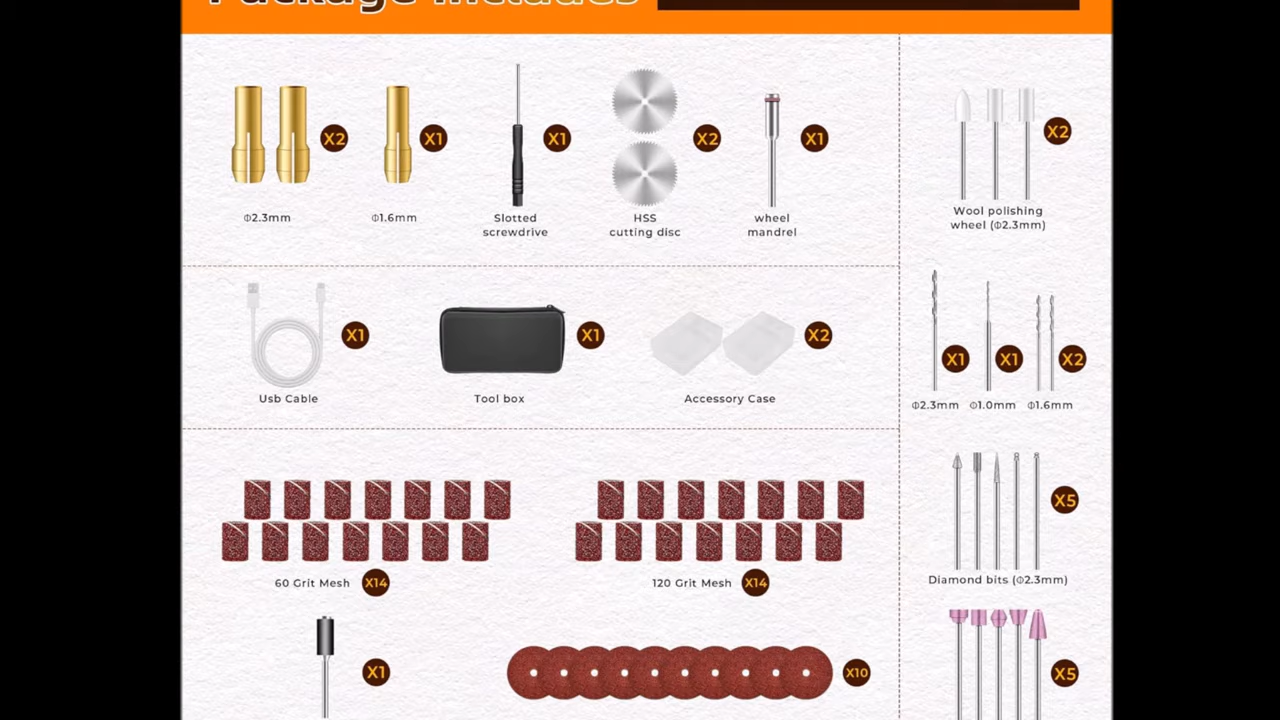 Package Includes
X2
X1
X1
X2
X1
Φ2.3mm
Φ1.6mm
Slotted
screwdrive
HSS
cutting disc
wheel
mandrel
X2
Wool polishing
wheel (Φ2.3mm)
X1
X1
X2
Usb Cable
Tool box
Accessory Case
X1
X1
X2
Φ2.3mm
Φ1.0mm
Φ1.6mm
60 Grit Mesh
X14
120 Grit Mesh
X14
X5
Diamond bits (Φ2.3mm)
X1
X10
X5